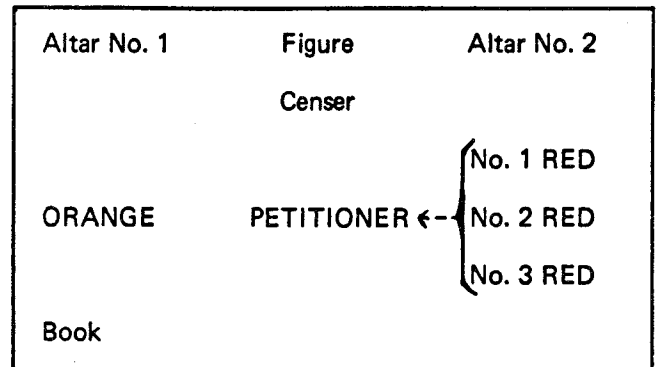 Altar No. 1 Figure Altar No. 2
Censer
No. 1 RED
ORANGE PETITIONER No. 2 RED
No. 3 RED
Book